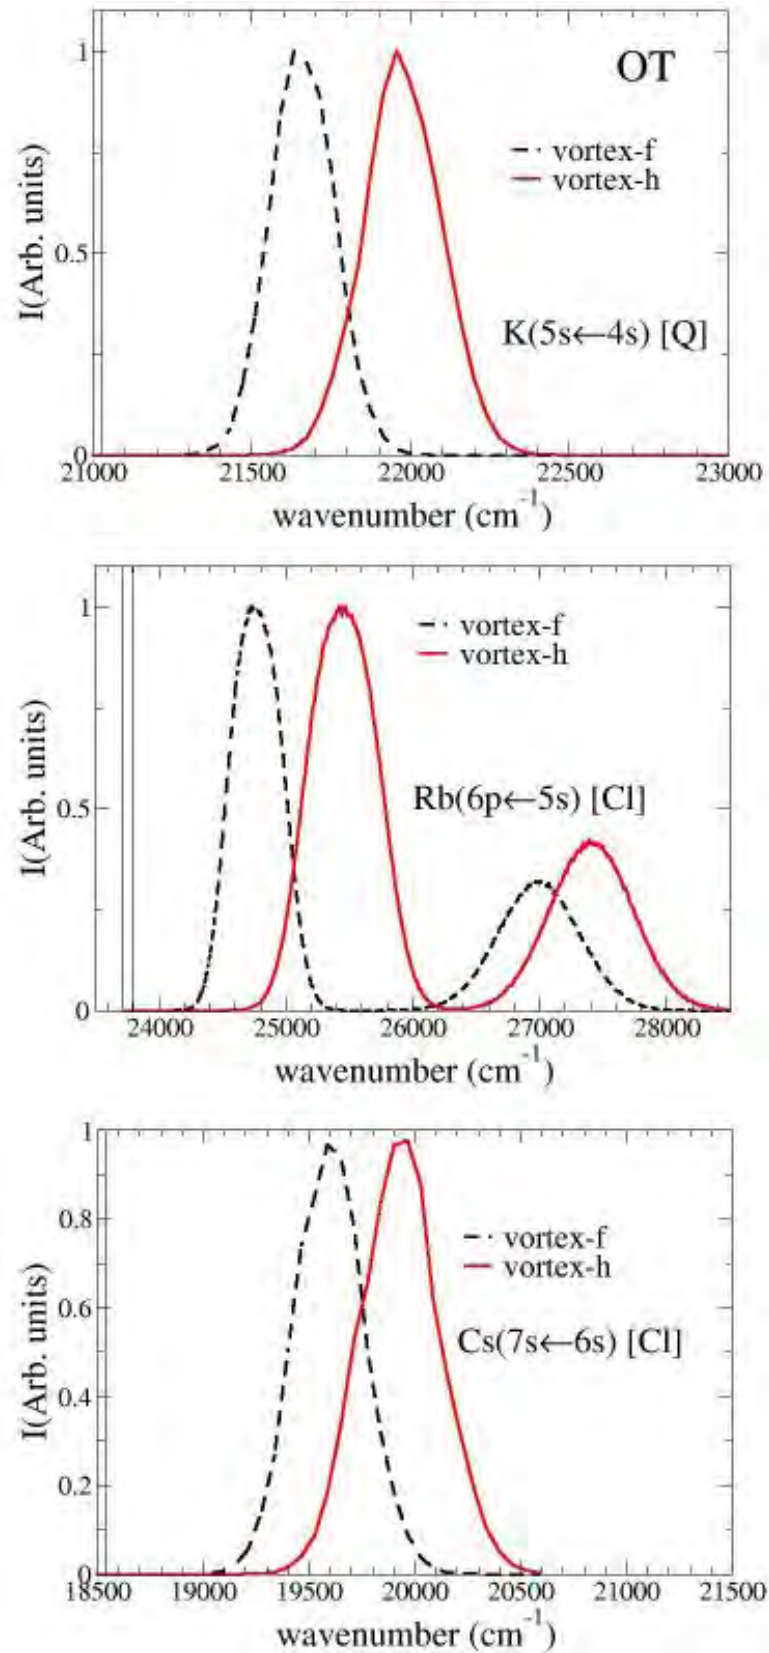 1
OT
vortex-f
vortex-h
I(Arb. units)
0.5
K(5s←4s) [Q]
0
21000 21500 22000 22500 23000
wavenumber (cm-1)
1
vortex-f
vortex-h
I(Arb. units)
0.5
Rb(6p←5s) [Cl]
0
24000 25000 26000 27000 28000
wavenumber (cm-1)
1
0.8
vortex-f
vortex-h
I(Arb. units)
0.6
Cs(7s←6s) [Cl]
0.4
0.2
0
18500 19000 19500 20000 20500 21000 21500
wavenumber (cm-1)